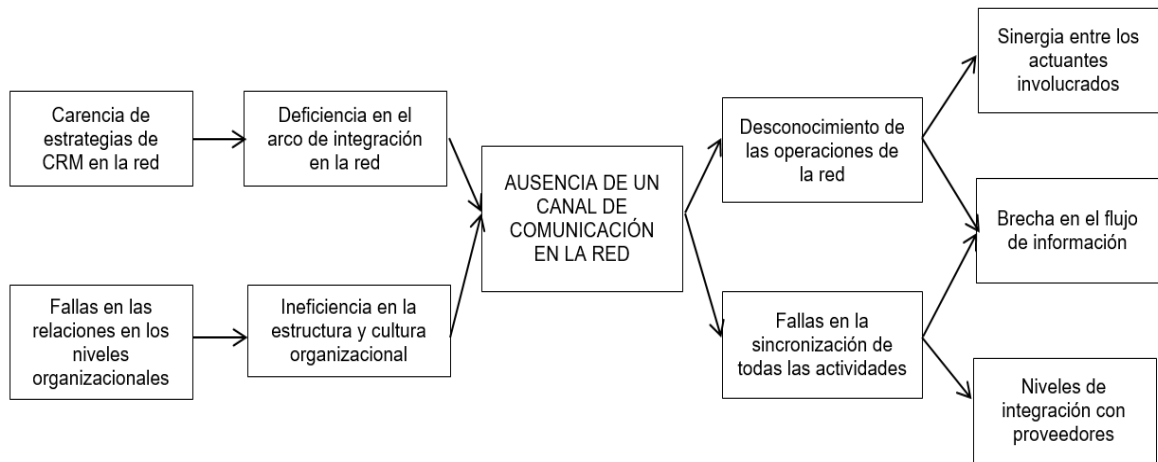 Carencia de
estrategias de
CRM en la red
Fallas en las
relaciones en los
niveles
organizacionales
Deficiencia en el
arco de integración
en la red
Ineficiencia en la
estructura y cultura
organizacional
AUSENCIA DE UN
CANAL DE
COMUNICACIÓN
EN LA RED
Desconocimiento de
las operaciones de
la red
Fallas en la
sincronización de
todas las actividades
Sinergia entre los
actuantes
involucrados
Brecha en el flujo
de información
Niveles de
integración con
proveedores